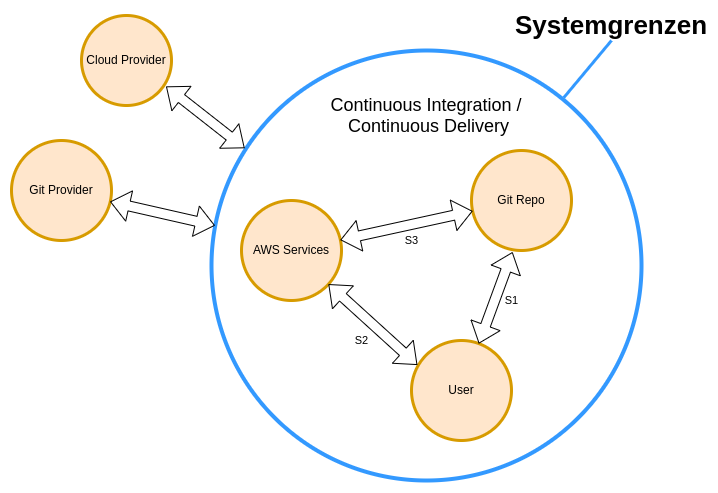 Systemgrenzen
Cloud Provider
Continuous Integration /
Continuous Delivery
Git Provider
Git Repo
AWS Services
S3
S1
S2
User